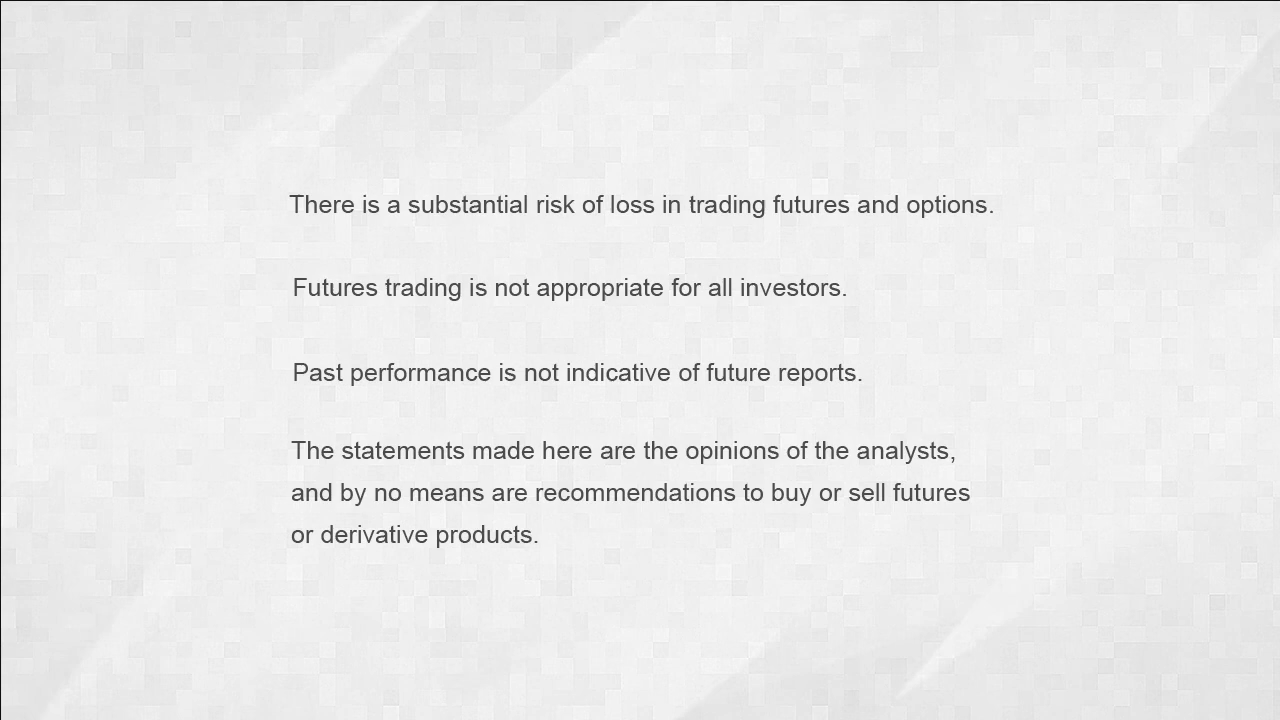 There is a substantial risk of loss in trading futures and options.
Futures trading is not appropriate for all investors.
Past performance is not indicative of future reports.
The statements made here are the opinions of the analysts,
and by no means are recommendations to buy or sell futures
or derivative products.